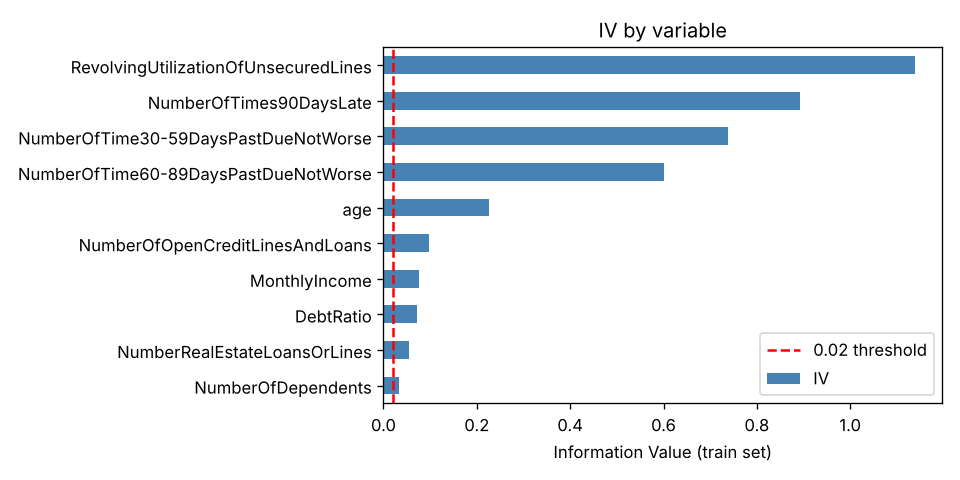 IV by variable
RevolvingUtilizationOfUnsecuredLines
NumberOfTimes90DaysLate
NumberOfTime30-59DaysPastDueNotWorse
NumberOfTime60-89DaysPastDueNotWorse
age
NumberOfOpenCreditLinesAndLoans
MonthlyIncome
DebtRatio
NumberRealEstateLoansOrLines
NumberOfDependents
0.02 threshold
IV
0.0 0.2 0.4 0.6 0.8 1.0
Information Value (train set)